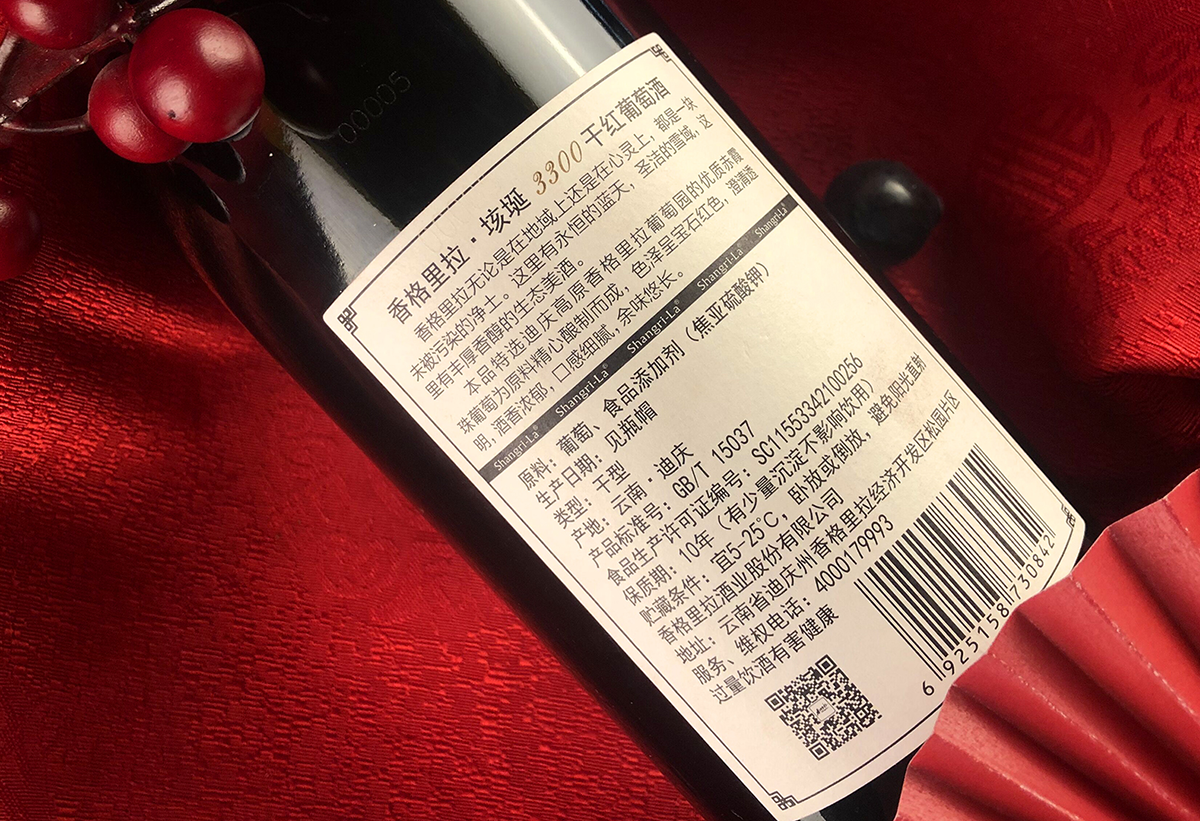 00005
香格里拉·垓埏 3300 干红葡萄酒
香格里拉无论是在地域上还是在心灵上，都是一块
未被污染的净土。这里有永恒的蓝天，圣洁的雪域，这
里有丰厚香醇的生态美酒。
本品特选迪庆高原香格里拉葡萄园的优质赤霞
珠葡萄为原料精心酿制而成，色泽呈宝石红色，澄清透
明，酒香浓郁，口感细腻，余味悠长。
Shangri-La® Shangri-La® Shangri-La® Shangri-La® Shangri-La®
原料：葡萄、食品添加剂（焦亚硫酸钾）
生产日期：见瓶帽
类型：干型
产地：云南·迪庆
产品标准号：GB/T 15037
食品生产许可证编号：SC11553342100256
保质期：10年（有少量沉淀不影响饮用）
贮藏条件：宜5-25℃，卧放或倒放，避免阳光直射
香格里拉酒业股份有限公司
地址：云南省迪庆州香格里拉经济开发区松园片区
服务、维权电话：4000179993
过量饮酒有害健康
6 925158 730842